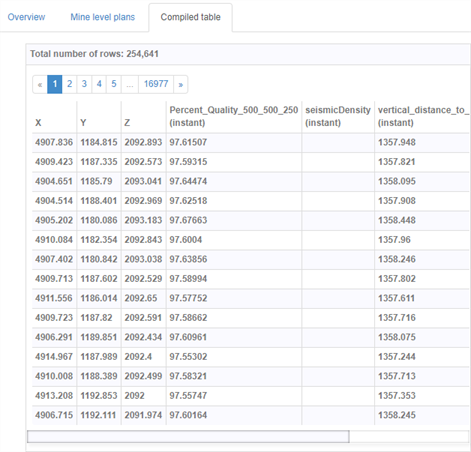 Overview Mine level plans Compiled table
Total number of rows: 254,641
« 1 2 3 4 5 ... 16977 »
Percent_Quality_500_500_250 seismicDensity vertical_distance_to_
X Y Z (instant) (instant) (instant)
4907.836 1184.815 2092.893 97.61507 1357.948
4909.423 1187.335 2092.573 97.59315 1357.821
4904.651 1185.79 2093.041 97.64474 1358.095
4904.514 1188.401 2092.969 97.62518 1357.908
4905.202 1180.086 2093.183 97.67663 1358.448
4910.084 1182.354 2092.843 97.6004 1357.96
4907.402 1180.842 2093.038 97.63856 1358.246
4909.713 1187.602 2092.529 97.58994 1357.802
4911.556 1186.014 2092.65 97.57752 1357.611
4909.723 1187.82 2092.591 97.58662 1357.716
4906.291 1189.851 2092.434 97.60961 1358.075
4914.967 1187.989 2092.4 97.55302 1357.244
4910.008 1188.389 2092.499 97.58321 1357.713
4913.208 1192.853 2092 97.55747 1357.353
4906.715 1192.111 2091.974 97.60164 1358.245